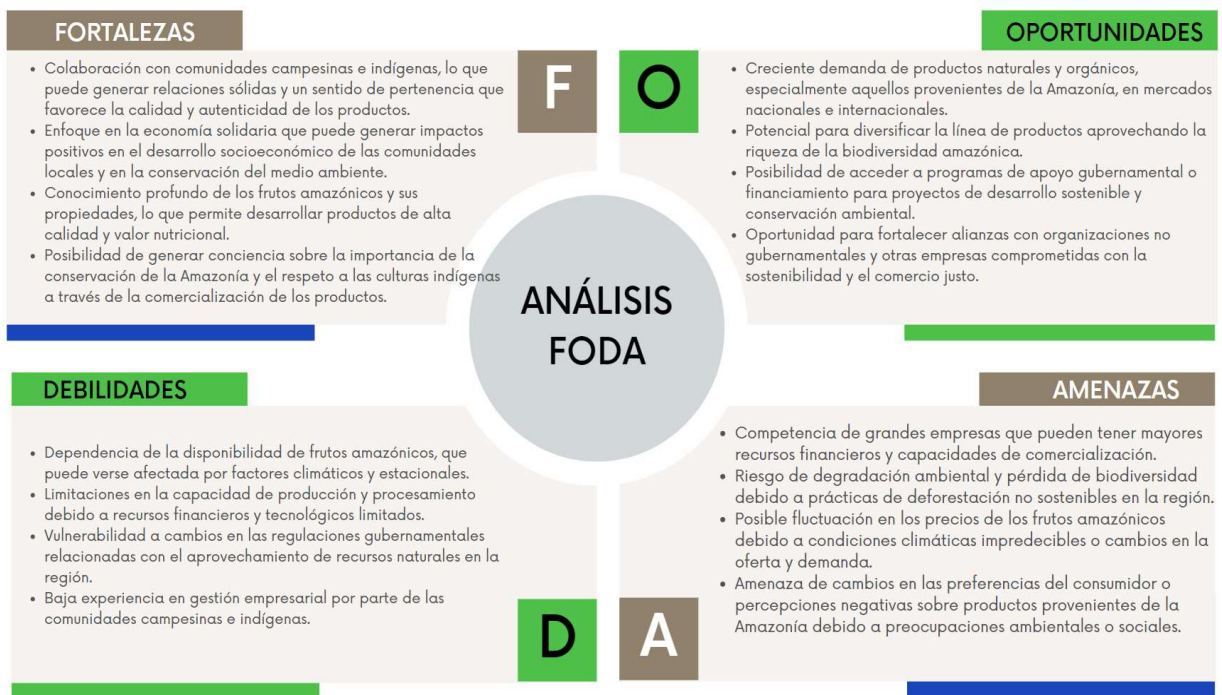 FORTALEZAS
• Colaboración con comunidades campesinas e indígenas, lo que
puede generar relaciones sólidas y un sentido de pertenencia que
favorece la calidad y autenticidad de los productos.
• Enfoque en la economía solidaria que puede generar impactos
positivos en el desarrollo socioeconómico de las comunidades
locales y en la conservación del medio ambiente.
• Conocimiento profundo de los frutos amazónicos y sus
propiedades, lo que permite desarrollar productos de alta
calidad y valor nutricional.
• Posibilidad de generar conciencia sobre la importancia de la
conservación de la Amazonía y el respeto a las culturas indígenas
a través de la comercialización de los productos.
F
O
OPORTUNIDADES
• Creciente demanda de productos naturales y orgánicos,
especialmente aquellos provenientes de la Amazonía, en mercados
nacionales e internacionales.
• Potencial para diversificar la línea de productos aprovechando la
riqueza de la biodiversidad amazónica.
• Posibilidad de acceder a programas de apoyo gubernamental o
financiamiento para proyectos de desarrollo sostenible y
conservación ambiental.
• Oportunidad para fortalecer alianzas con organizaciones no
gubernamentales y otras empresas comprometidas con la
sostenibilidad y el comercio justo.
ANÁLISIS
FODA
DEBILIDADES
• Dependencia de la disponibilidad de frutos amazónicos, que
puede verse afectada por factores climáticos y estacionales.
• Limitaciones en la capacidad de producción y procesamiento
debido a recursos financieros y tecnológicos limitados.
• Vulnerabilidad a cambios en las regulaciones gubernamentales
relacionadas con el aprovechamiento de recursos naturales en la
región.
• Baja experiencia en gestión empresarial por parte de las
comunidades campesinas e indígenas.
D
A
AMENAZAS
• Competencia de grandes empresas que pueden tener mayores
recursos financieros y capacidades de comercialización.
• Riesgo de degradación ambiental y pérdida de biodiversidad
debido a prácticas de deforestación no sostenibles en la región.
• Posible fluctuación en los precios de los frutos amazónicos
debido a condiciones climáticas impredecibles o cambios en la
oferta y demanda.
• Amenaza de cambios en las preferencias del consumidor o
percepciones negativas sobre productos provenientes de la
Amazonía debido a preocupaciones ambientales o sociales.